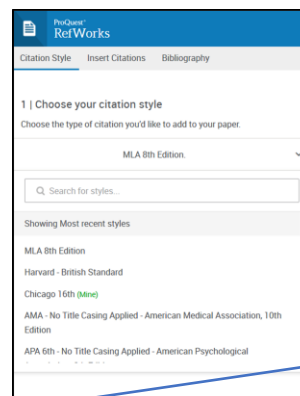 ProQuest®
RefWorks
Citation Style Insert Citations Bibliography
1 | Choose your citation style
Choose the type of citation you'd like to add to your paper.
MLA 8th Edition.
Search for styles...
Showing Most recent styles
MLA 8th Edition
Harvard - British Standard
Chicago 16th (Mine)
AMA - No Title Casing Applied - American Medical Association, 10th
Edition
APA 6th - No Title Casing Applied - American Psychological